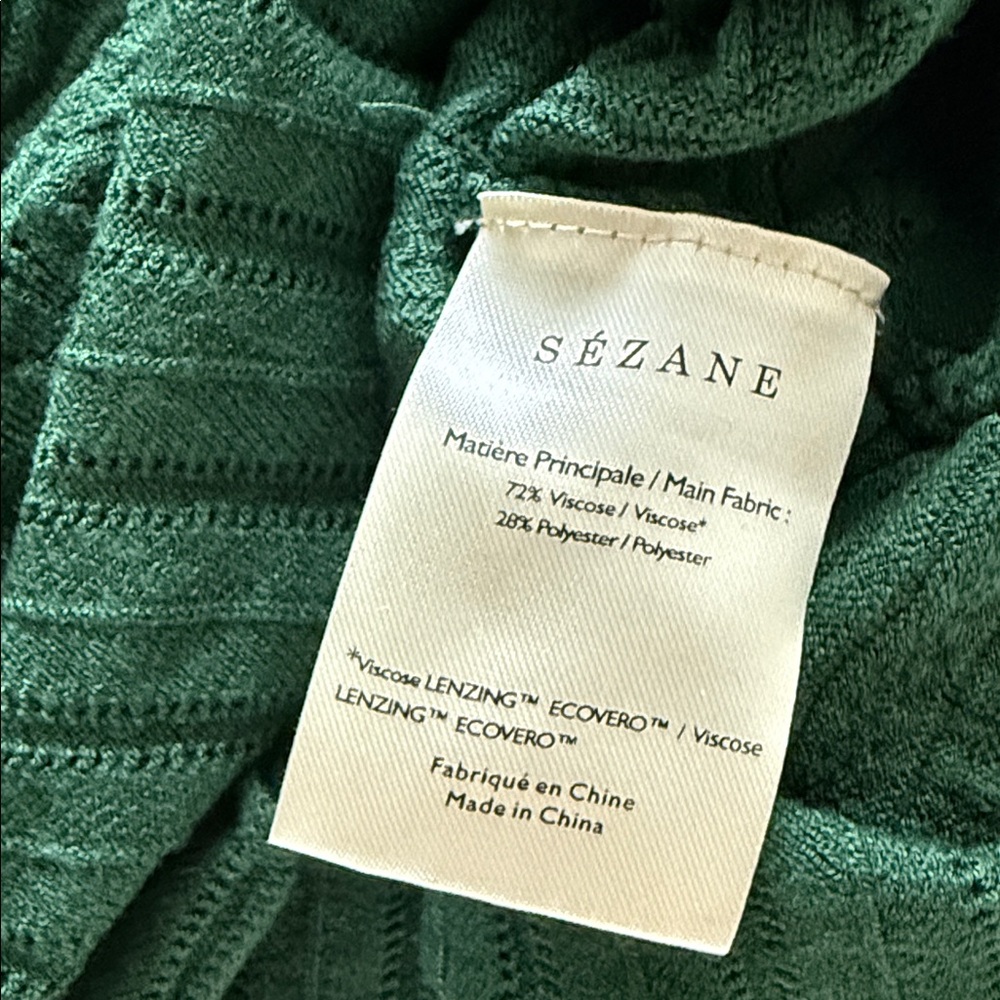 SÉZANE
Matière Principale / Main Fabric :
72% Viscose / Viscose*
28% Polyester / Polyester
*Viscose LENZING™ ECOVERO™ / Viscose
LENZING™ ECOVERO™
Fabriqué en Chine
Made in China